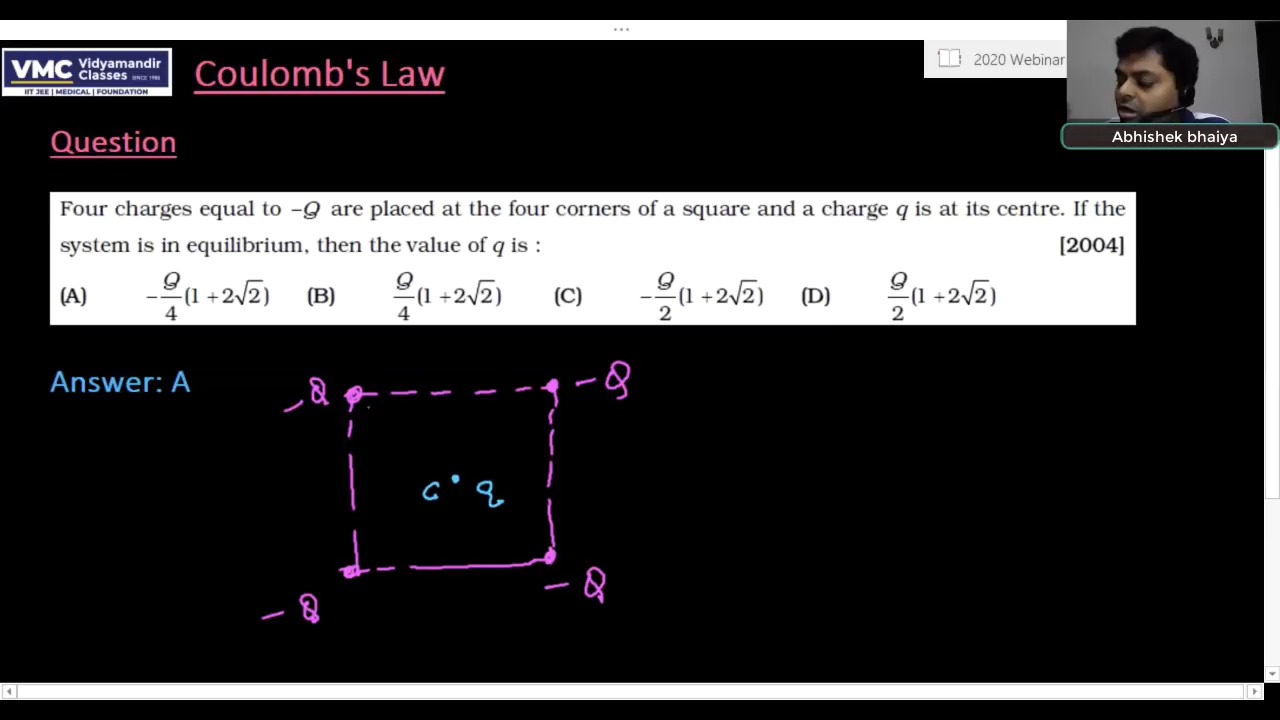 ...
VMC Vidyamandir Classes SINCE 1986
IIT JEE | MEDICAL | FOUNDATION
Coulomb's Law
2020 Webinar
Abhishek bhaiya
Question
Four charges equal to –Q are placed at the four corners of a square and a charge q is at its centre. If the
system is in equilibrium, then the value of q is : [2004]
(A) −Q/4(1+2√2) (B) Q/4(1+2√2) (C) −Q/2(1+2√2) (D) Q/2(1+2√2)
Answer: A
–Q –Q
C q
–Q –Q